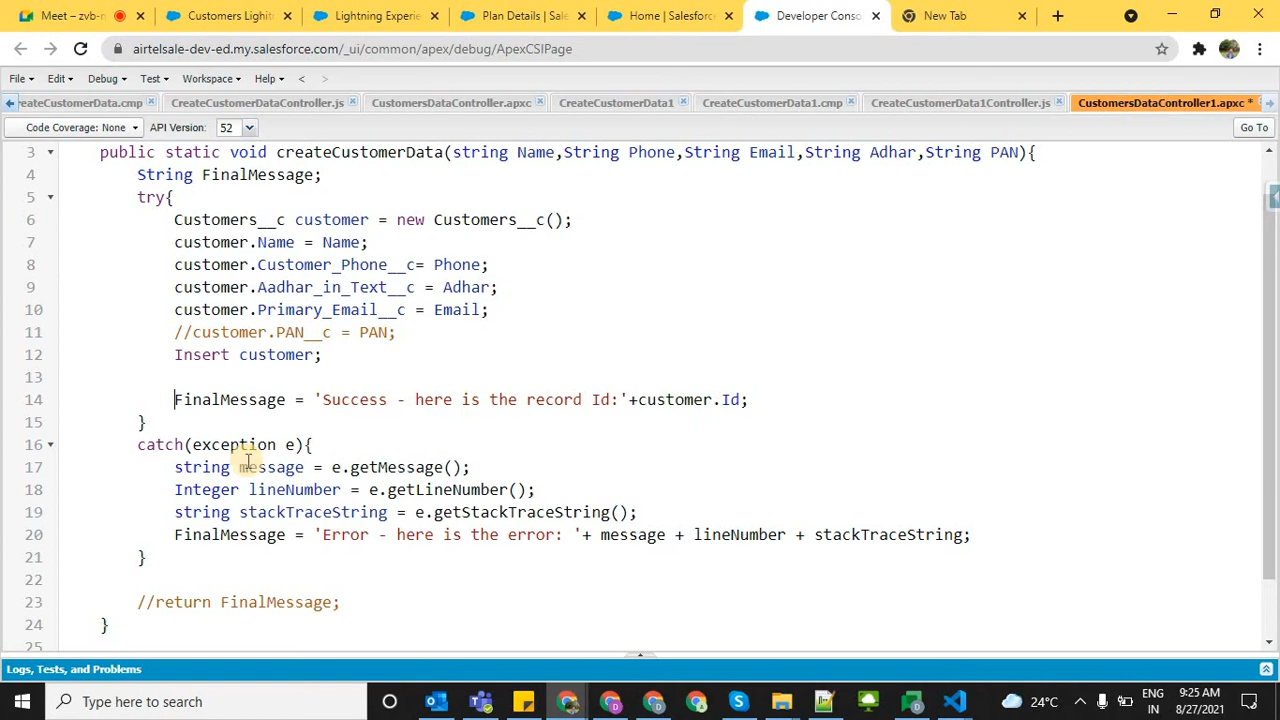 Meet – zvb-n
Customers Lighti
Lightning Experie
Plan Details | Sale
Home | Salesforce
Developer Conso
New Tab
airtelsale-dev-ed.my.salesforce.com/_ui/common/apex/debug/ApexCSIPage
File Edit Debug Test Workspace Help < >
reateCustomerData.cmp
CreateCustomerDataController.js
CustomersDataController.apxc
CreateCustomerData1
CreateCustomerData1.cmp
CreateCustomerData1Controller.js
CustomersDataController1.apxc *
Code Coverage: None API Version: 52 Go To
3 public static void createCustomerData(string Name,String Phone,String Email,String Adhar,String PAN){
4 String FinalMessage;
5 try{
6 Customers__c customer = new Customers__c();
7 customer.Name = Name;
8 customer.Customer_Phone__c= Phone;
9 customer.Aadhar_in_Text__c = Adhar;
10 customer.Primary_Email__c = Email;
11 //customer.PAN__c = PAN;
12 Insert customer;
13
14 FinalMessage = 'Success - here is the record Id:'+customer.Id;
15 }
16 catch(exception e){
17 string message = e.getMessage();
18 Integer lineNumber = e.getLineNumber();
19 string stackTraceString = e.getStackTraceString();
20 FinalMessage = 'Error - here is the error: '+ message + lineNumber + stackTraceString;
21 }
22
23 //return FinalMessage;
24 }
25
Logs, Tests, and Problems
Type here to search
24°C
ENG
IN
9:25 AM
8/27/2021